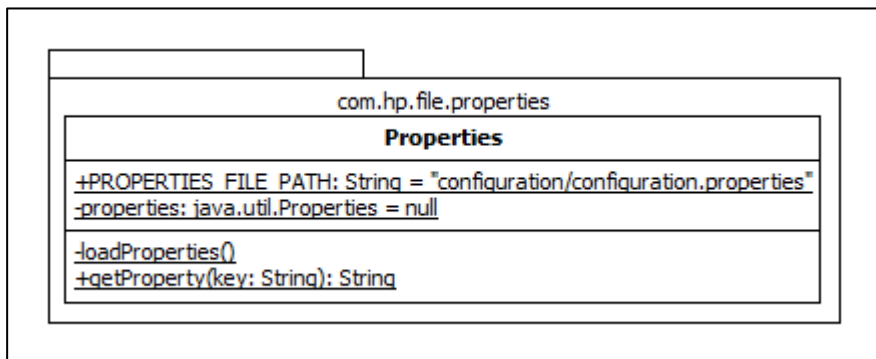 com.hp.file.properties
Properties
+PROPERTIES_FILE_PATH: String = "configuration/configuration.properties"
-properties: java.util.Properties = null
-loadProperties()
+getProperty(key: String): String